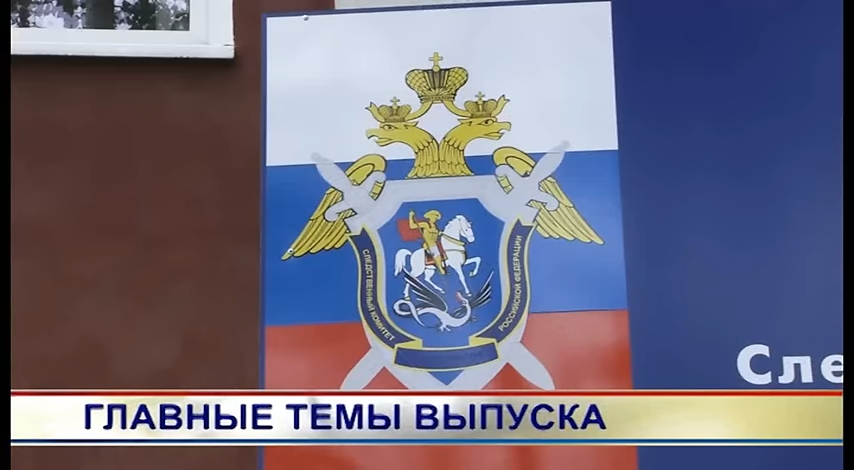 СЛЕДСТВЕННЫЙ КОМИТЕТ
РОССИЙСКОЙ ФЕДЕРАЦИИ
Сле
ГЛАВНЫЕ ТЕМЫ ВЫПУСКА